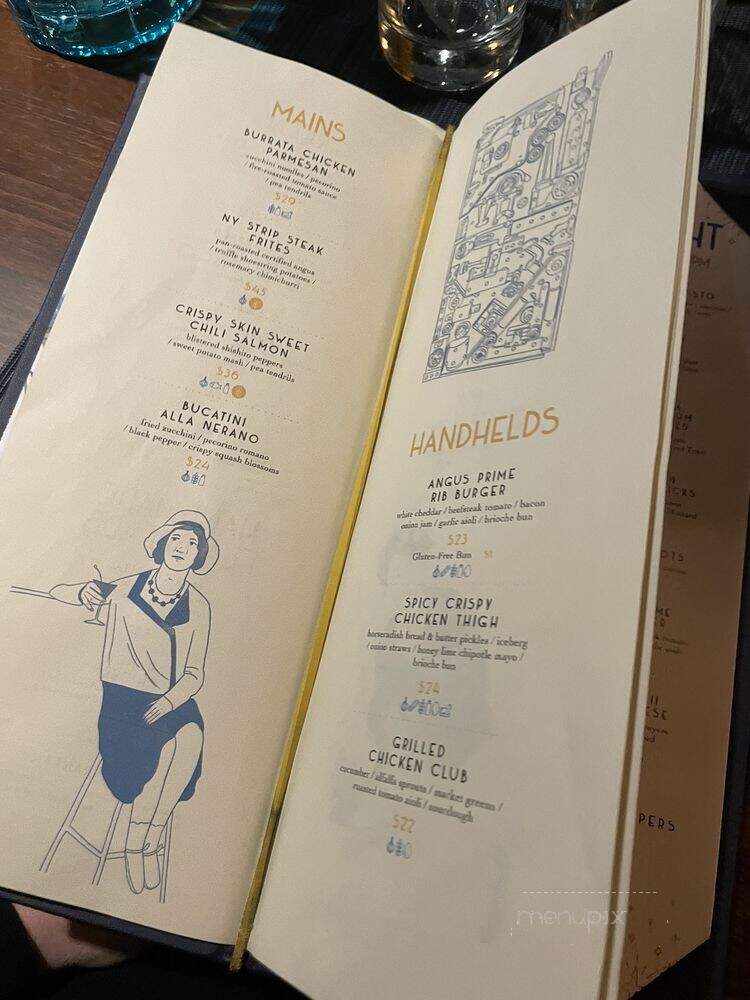 MAINS
BURRATA CHICKEN
PARMESAN
zucchini noodles / pecorino
/ fire-roasted tomato sauce
/ pea tendrils
$29
NY STRIP STEAK
FRITES
pan-roasted certified angus
/ truffle shoestring potatoes /
rosemary chimichurri
$45
CRISPY SKIN SWEET
CHILI SALMON
blistered shishito peppers
/ sweet potato mash / pea tendrils
$36
BUCATINI
ALLA NERANO
fried zucchini / pecorino romano
/ black pepper / crispy squash blossoms
$24
HANDHELDS
ANGUS PRIME
RIB BURGER
white cheddar / beefsteak tomato / bacon
onion jam / garlic aioli / brioche bun
$23
Gluten-Free Bun $1
SPICY CRISPY
CHICKEN THIGH
horseradish bread & butter pickles / iceberg
/ onion straws / honey lime chipotle mayo /
brioche bun
$24
GRILLED
CHICKEN CLUB
cucumber / alfalfa sprouts / market greens /
roasted tomato aioli / sourdough
$22
HT
PERS
menupix